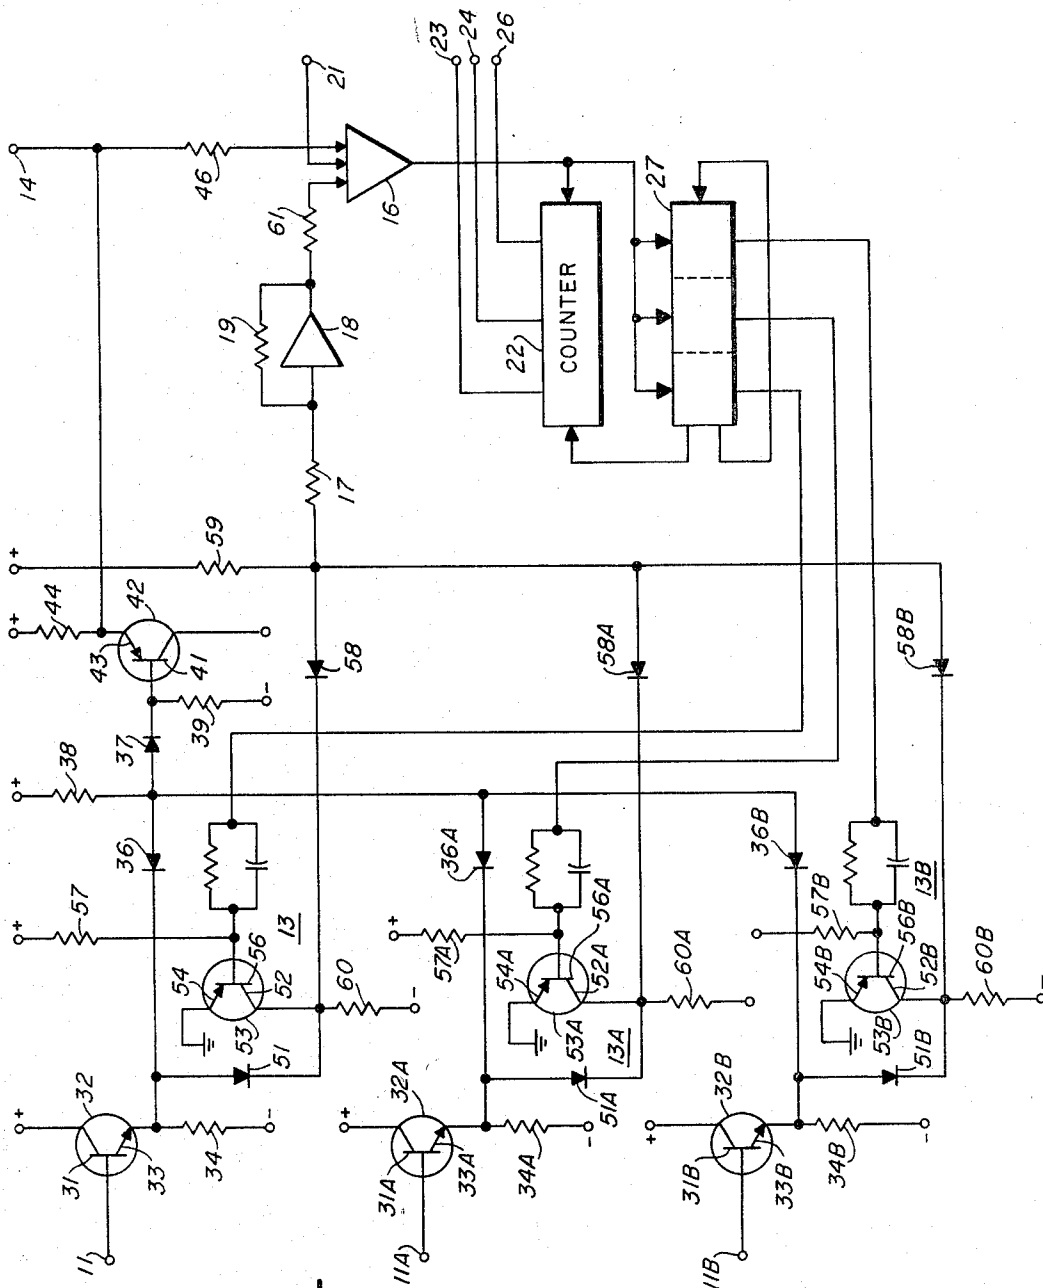 14
21
23
24
26
46
16
61
19
18
17
22
COUNTER
27
+
59
+
44
42
43
41
39
-
37
+
38
36
58
58A
58B
+
57
54
56
13
52
53
60
-
51
36A
+
57A
54A
56A
52A
53A
13A
60A
51A
36B
57B
54B
56B
13B
52B
53B
60B
-
51B
+
32
31
33
34
-
11
+
32A
31A
33A
34A
-
11A
+
32B
31B
33B
34B
-
11B